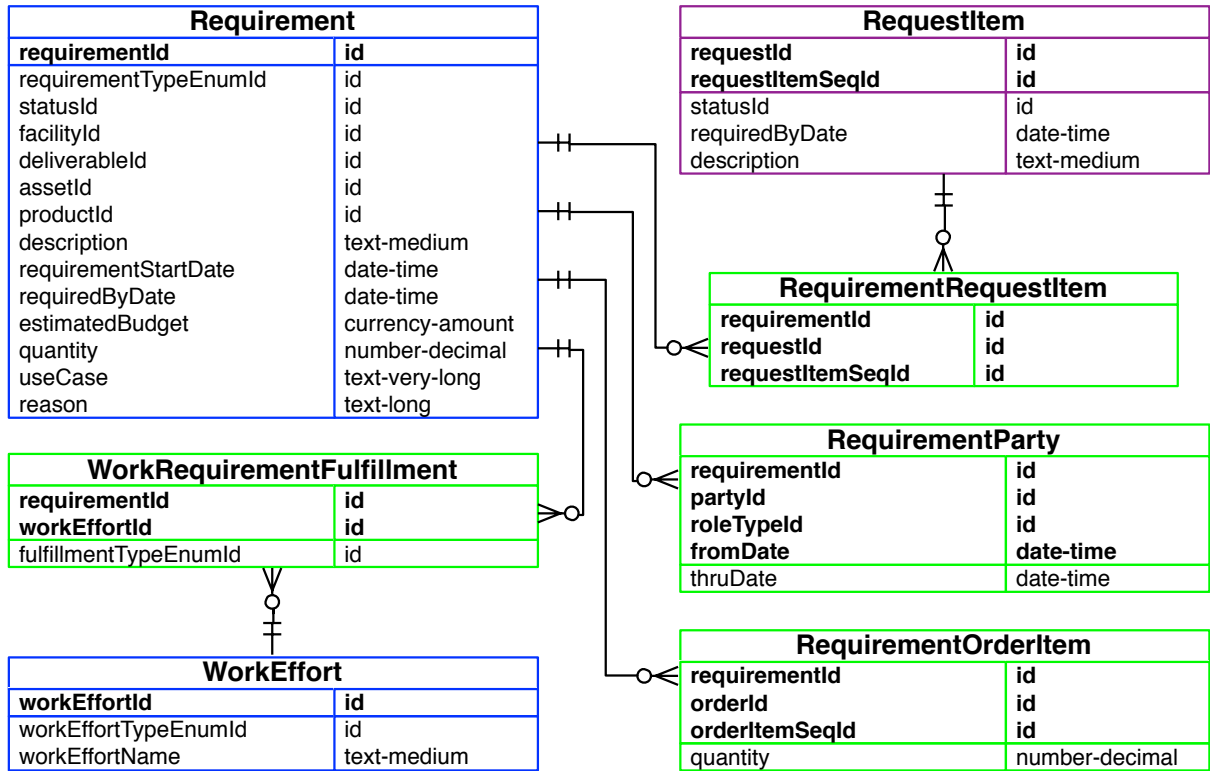 Requirement
requirementId id
requirementTypeEnumId id
statusId id
facilityId id
deliverableId id
assetId id
productId id
description text-medium
requirementStartDate date-time
requiredByDate date-time
estimatedBudget currency-amount
quantity number-decimal
useCase text-very-long
reason text-long
RequestItem
requestId id
requestItemSeqId id
statusId id
requiredByDate date-time
description text-medium
RequirementRequestItem
requirementId id
requestId id
requestItemSeqId id
WorkRequirementFulfillment
requirementId id
workEffortId id
fulfillmentTypeEnumId id
RequirementParty
requirementId id
partyId id
roleTypeId id
fromDate date-time
thruDate date-time
WorkEffort
workEffortId id
workEffortTypeEnumId id
workEffortName text-medium
RequirementOrderItem
requirementId id
orderId id
orderItemSeqId id
quantity number-decimal